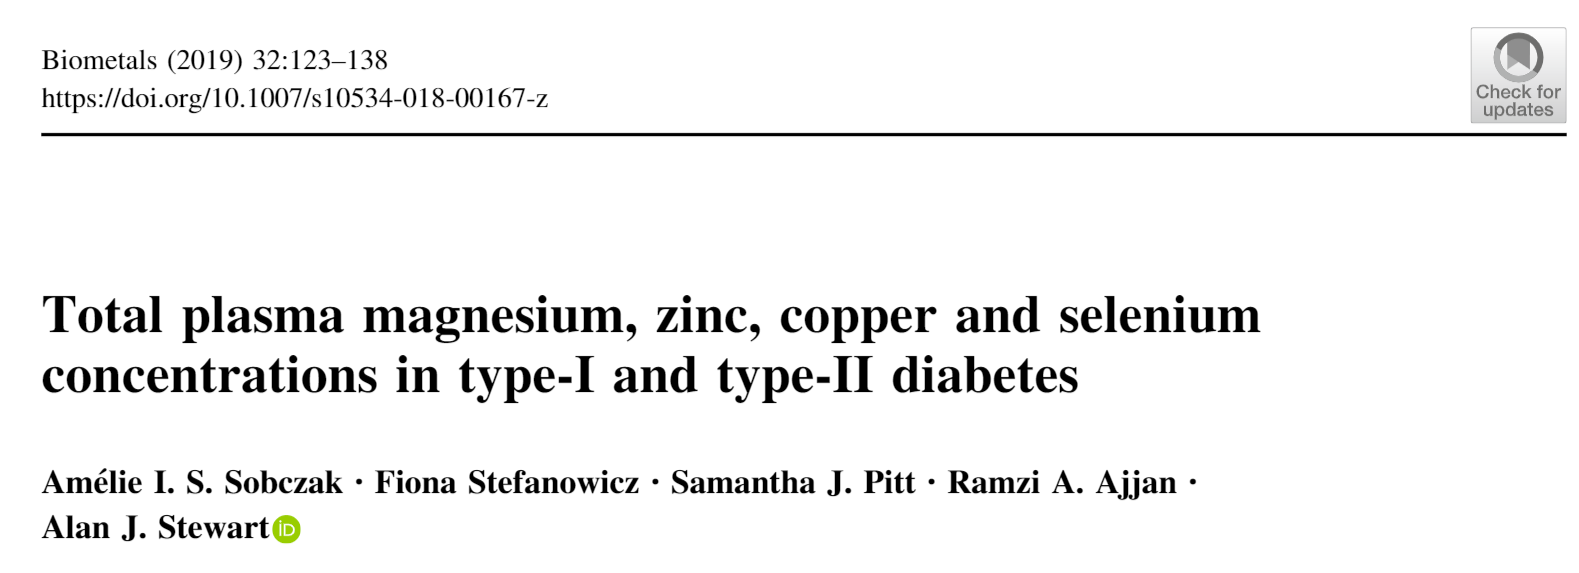 Biometals (2019) 32:123–138
https://doi.org/10.1007/s10534-018-00167-z
Check for
updates
Total plasma magnesium, zinc, copper and selenium
concentrations in type-I and type-II diabetes
Amélie I. S. Sobczak · Fiona Stefanowicz · Samantha J. Pitt · Ramzi A. Ajjan ·
Alan J. Stewart iD